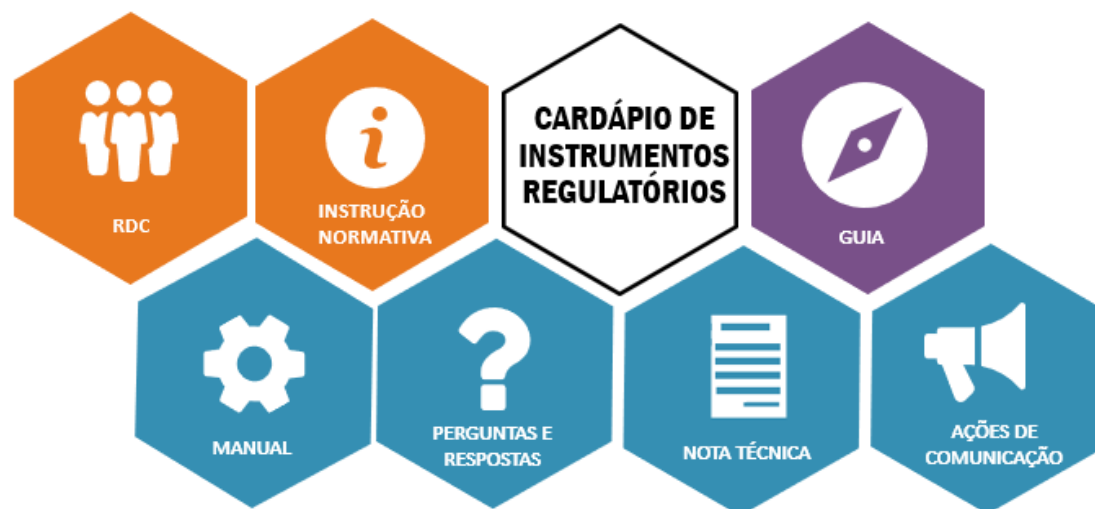 CARDÁPIO DE
INSTRUMENTOS
REGULATÓRIOS
RDC
INSTRUÇÃO
NORMATIVA
GUIA
MANUAL
PERGUNTAS E
RESPOSTAS
NOTA TÉCNICA
AÇÕES DE
COMUNICAÇÃO